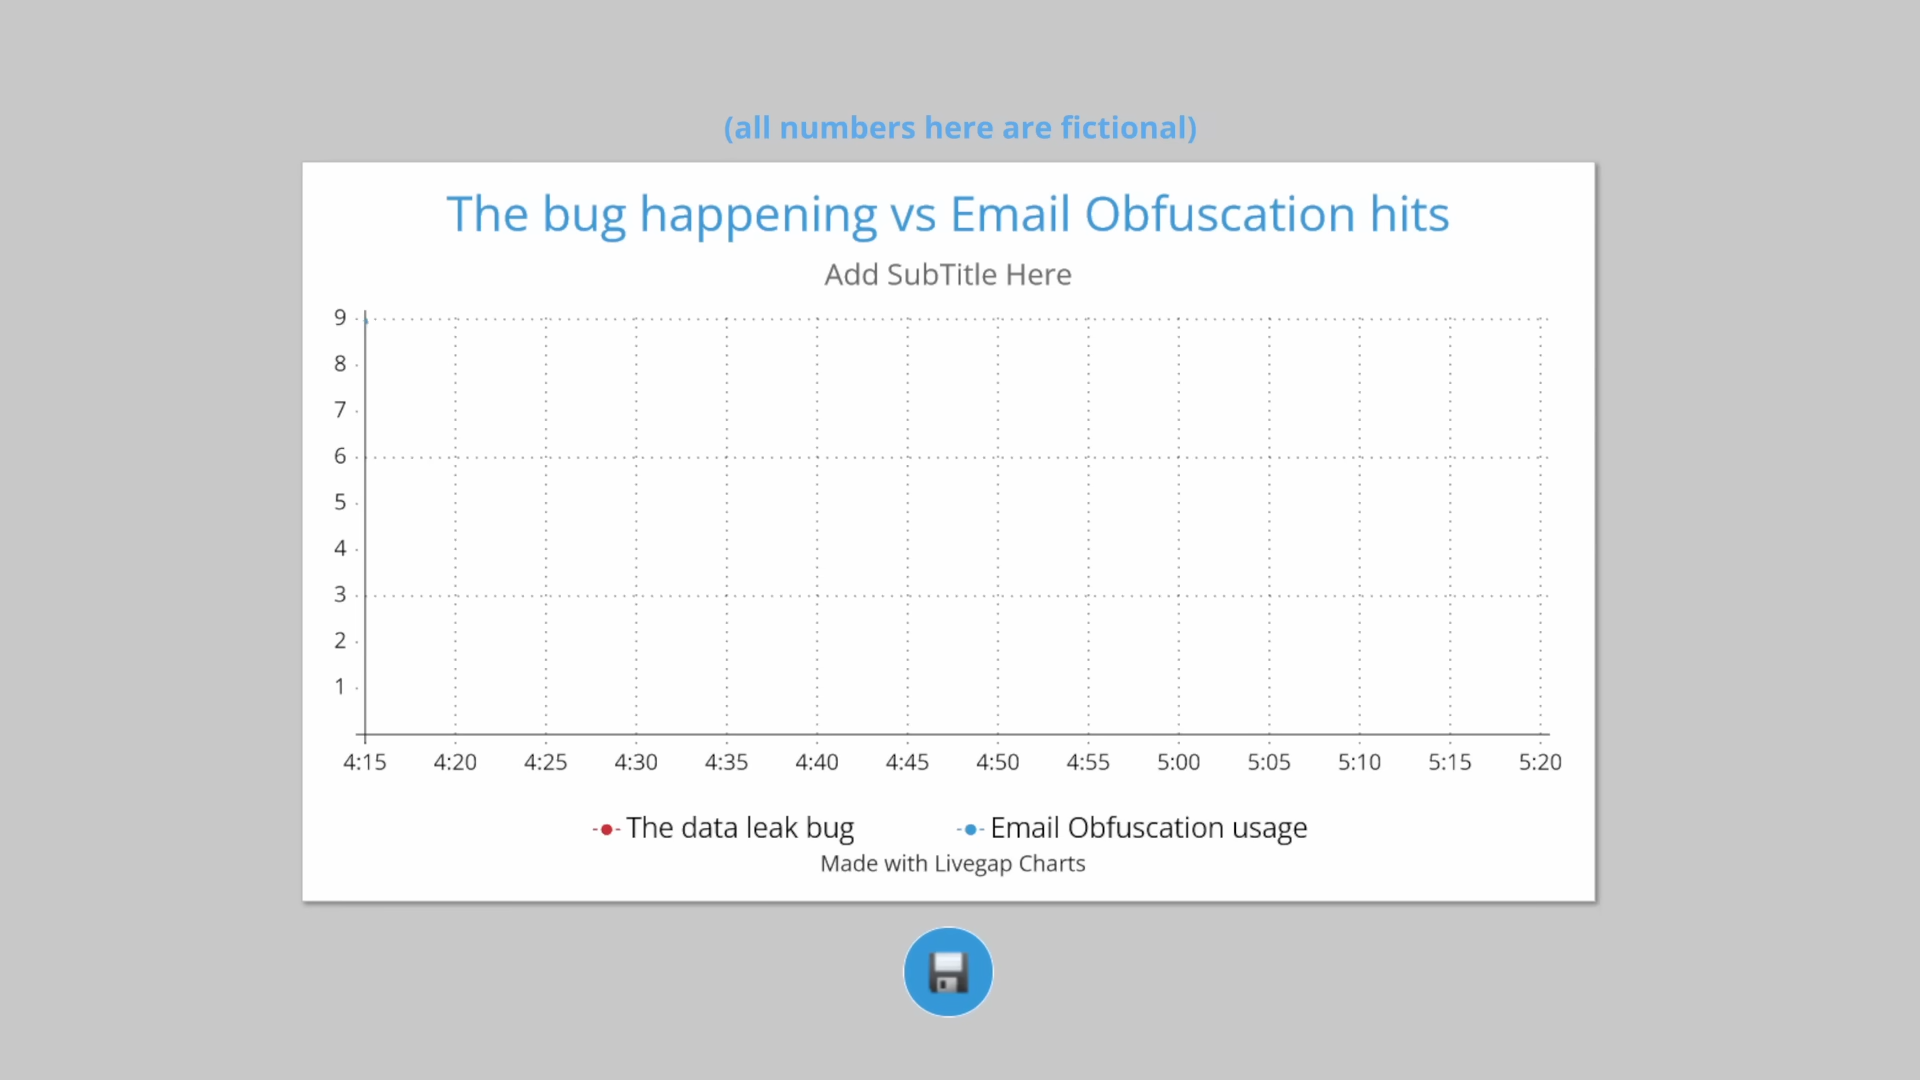 (all numbers here are fictional)
The bug happening vs Email Obfuscation hits
Add SubTitle Here
9
8
7
6
5
4
3
2
1
4:15 4:20 4:25 4:30 4:35 4:40 4:45 4:50 4:55 5:00 5:05 5:10 5:15 5:20
The data leak bug Email Obfuscation usage
Made with Livegap Charts